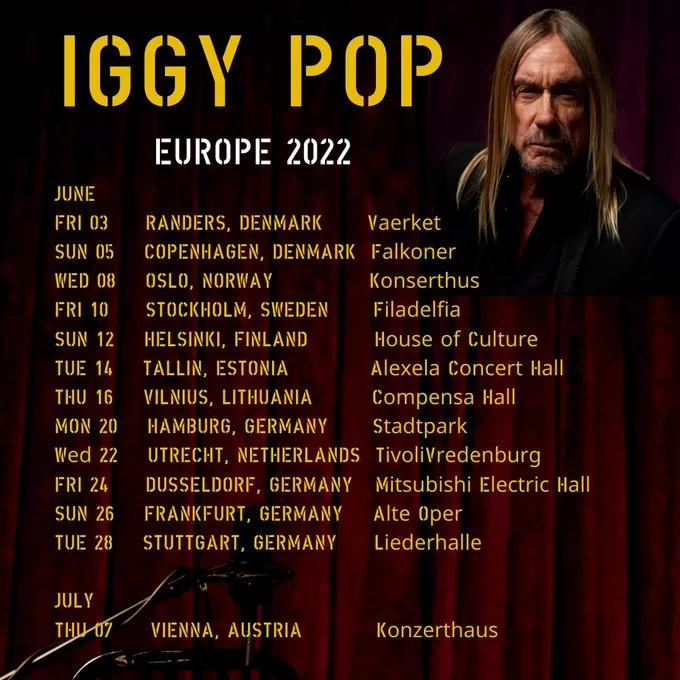 IGGY POP
EUROPE 2022
JUNE
FRI 03 RANDERS, DENMARK Vaerket
SUN 05 COPENHAGEN, DENMARK Falkoner
WED 08 OSLO, NORWAY Konserthus
FRI 10 STOCKHOLM, SWEDEN Filadelfia
SUN 12 HELSINKI, FINLAND House of Culture
TUE 14 TALLIN, ESTONIA Alexela Concert Hall
THU 16 VILNIUS, LITHUANIA Compensa Hall
MON 20 HAMBURG, GERMANY Stadtpark
Wed 22 UTRECHT, NETHERLANDS TivoliVredenburg
FRI 24 DUSSELDORF, GERMANY Mitsubishi Electric Hall
SUN 26 FRANKFURT, GERMANY Alte Oper
TUE 28 STUTTGART, GERMANY Liederhalle
JULY
THU 07 VIENNA, AUSTRIA Konzerthaus